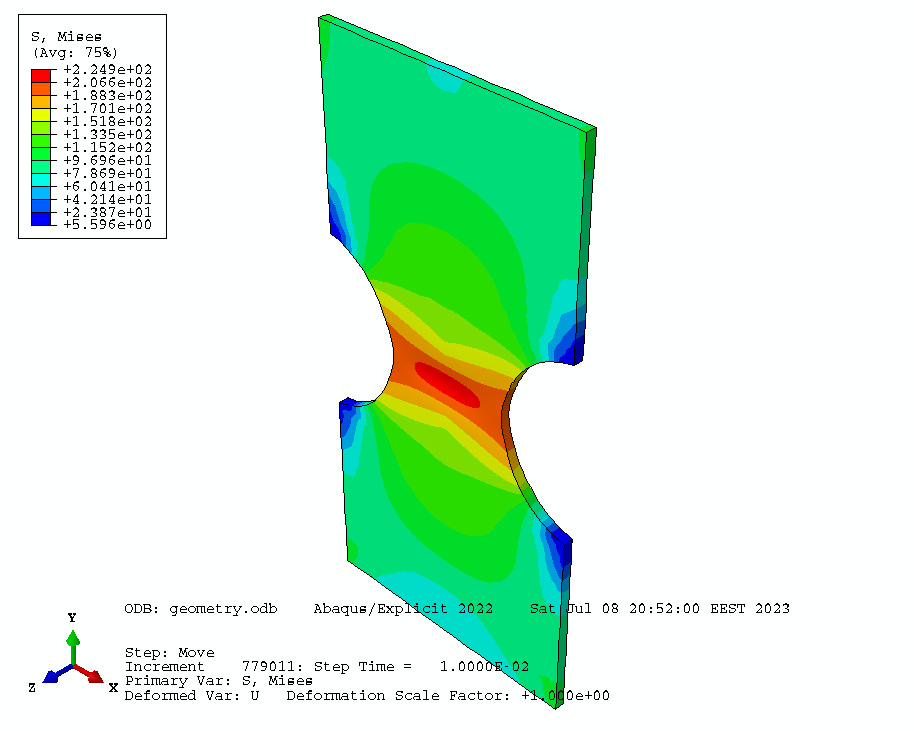 S, Mises
(Avg: 75%)
+2.249e+02
+2.066e+02
+1.883e+02
+1.701e+02
+1.518e+02
+1.335e+02
+1.152e+02
+9.696e+01
+7.869e+01
+6.041e+01
+4.214e+01
+2.387e+01
+5.596e+00
ODB: geometry.odb    Abaqus/Explicit 2022    Sat Jul 08 20:52:00 EEST 2023
Y
Z
X
Step: Move
Increment    779011: Step Time =    1.0000E-02
Primary Var: S, Mises
Deformed Var: U   Deformation Scale Factor: +1.000e+00